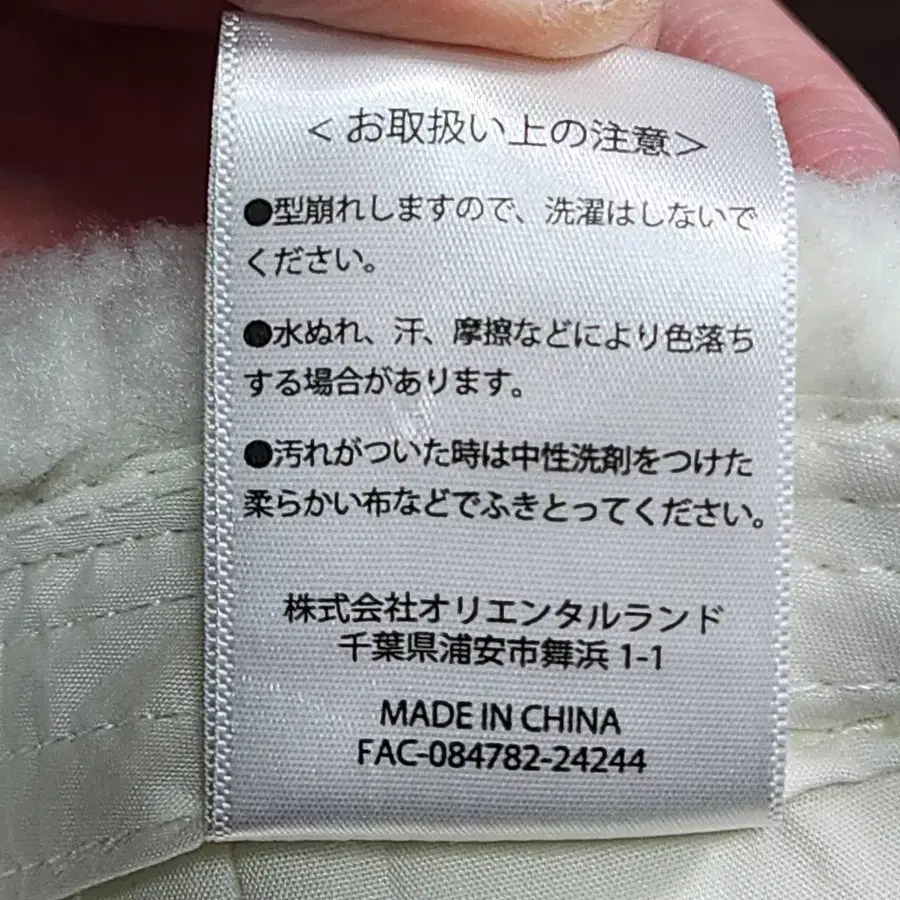 <お取扱い上の注意>
●型崩れしますので、洗濯はしないで
ください。
●水ぬれ、汗、摩擦などにより色落ち
する場合があります。
●汚れがついた時は中性洗剤をつけた
柔らかい布などでふきとってください。
株式会社オリエンタルランド
千葉県浦安市舞浜 1-1
MADE IN CHINA
FAC-084782-24244